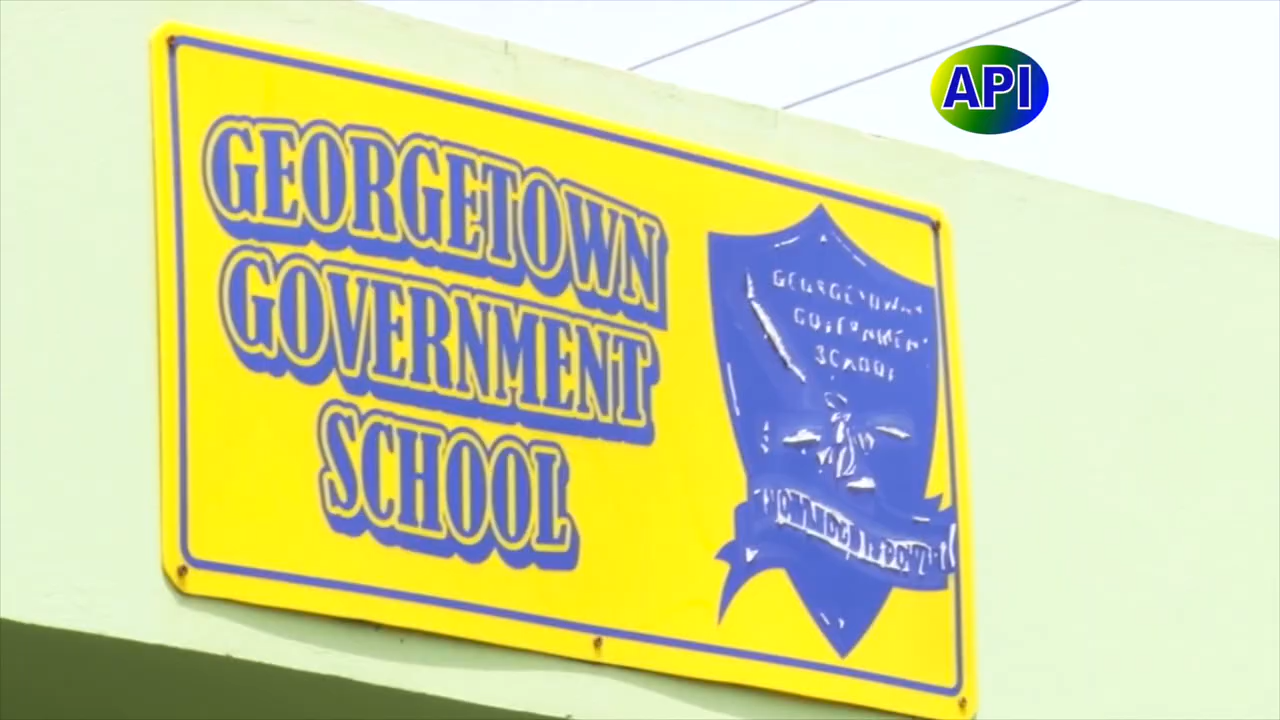 API
GEORGETOWN
GOVERNMENT
SCHOOL
GEORGETOWN
GOVERNMENT
SCHOOL